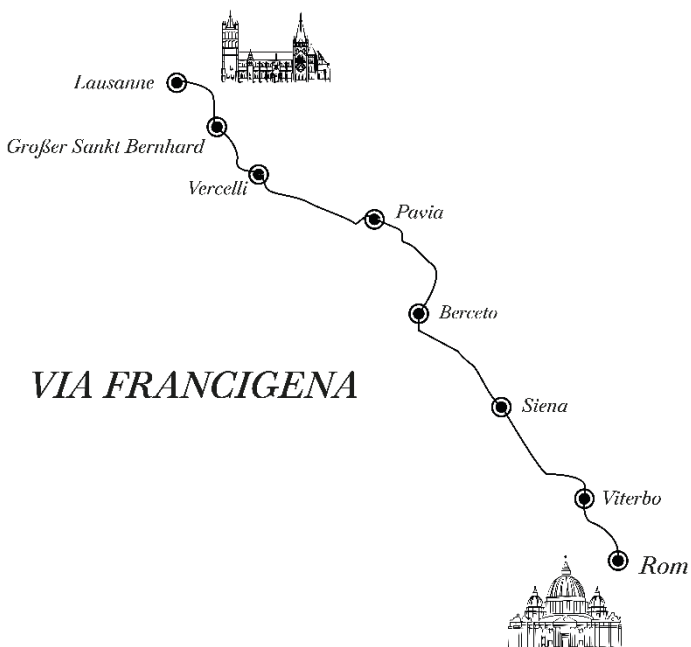 Lausanne
Großer Sankt Bernhard
Vercelli
Pavia
Berceto
VIA FRANCIGENA
Siena
Viterbo
Rom